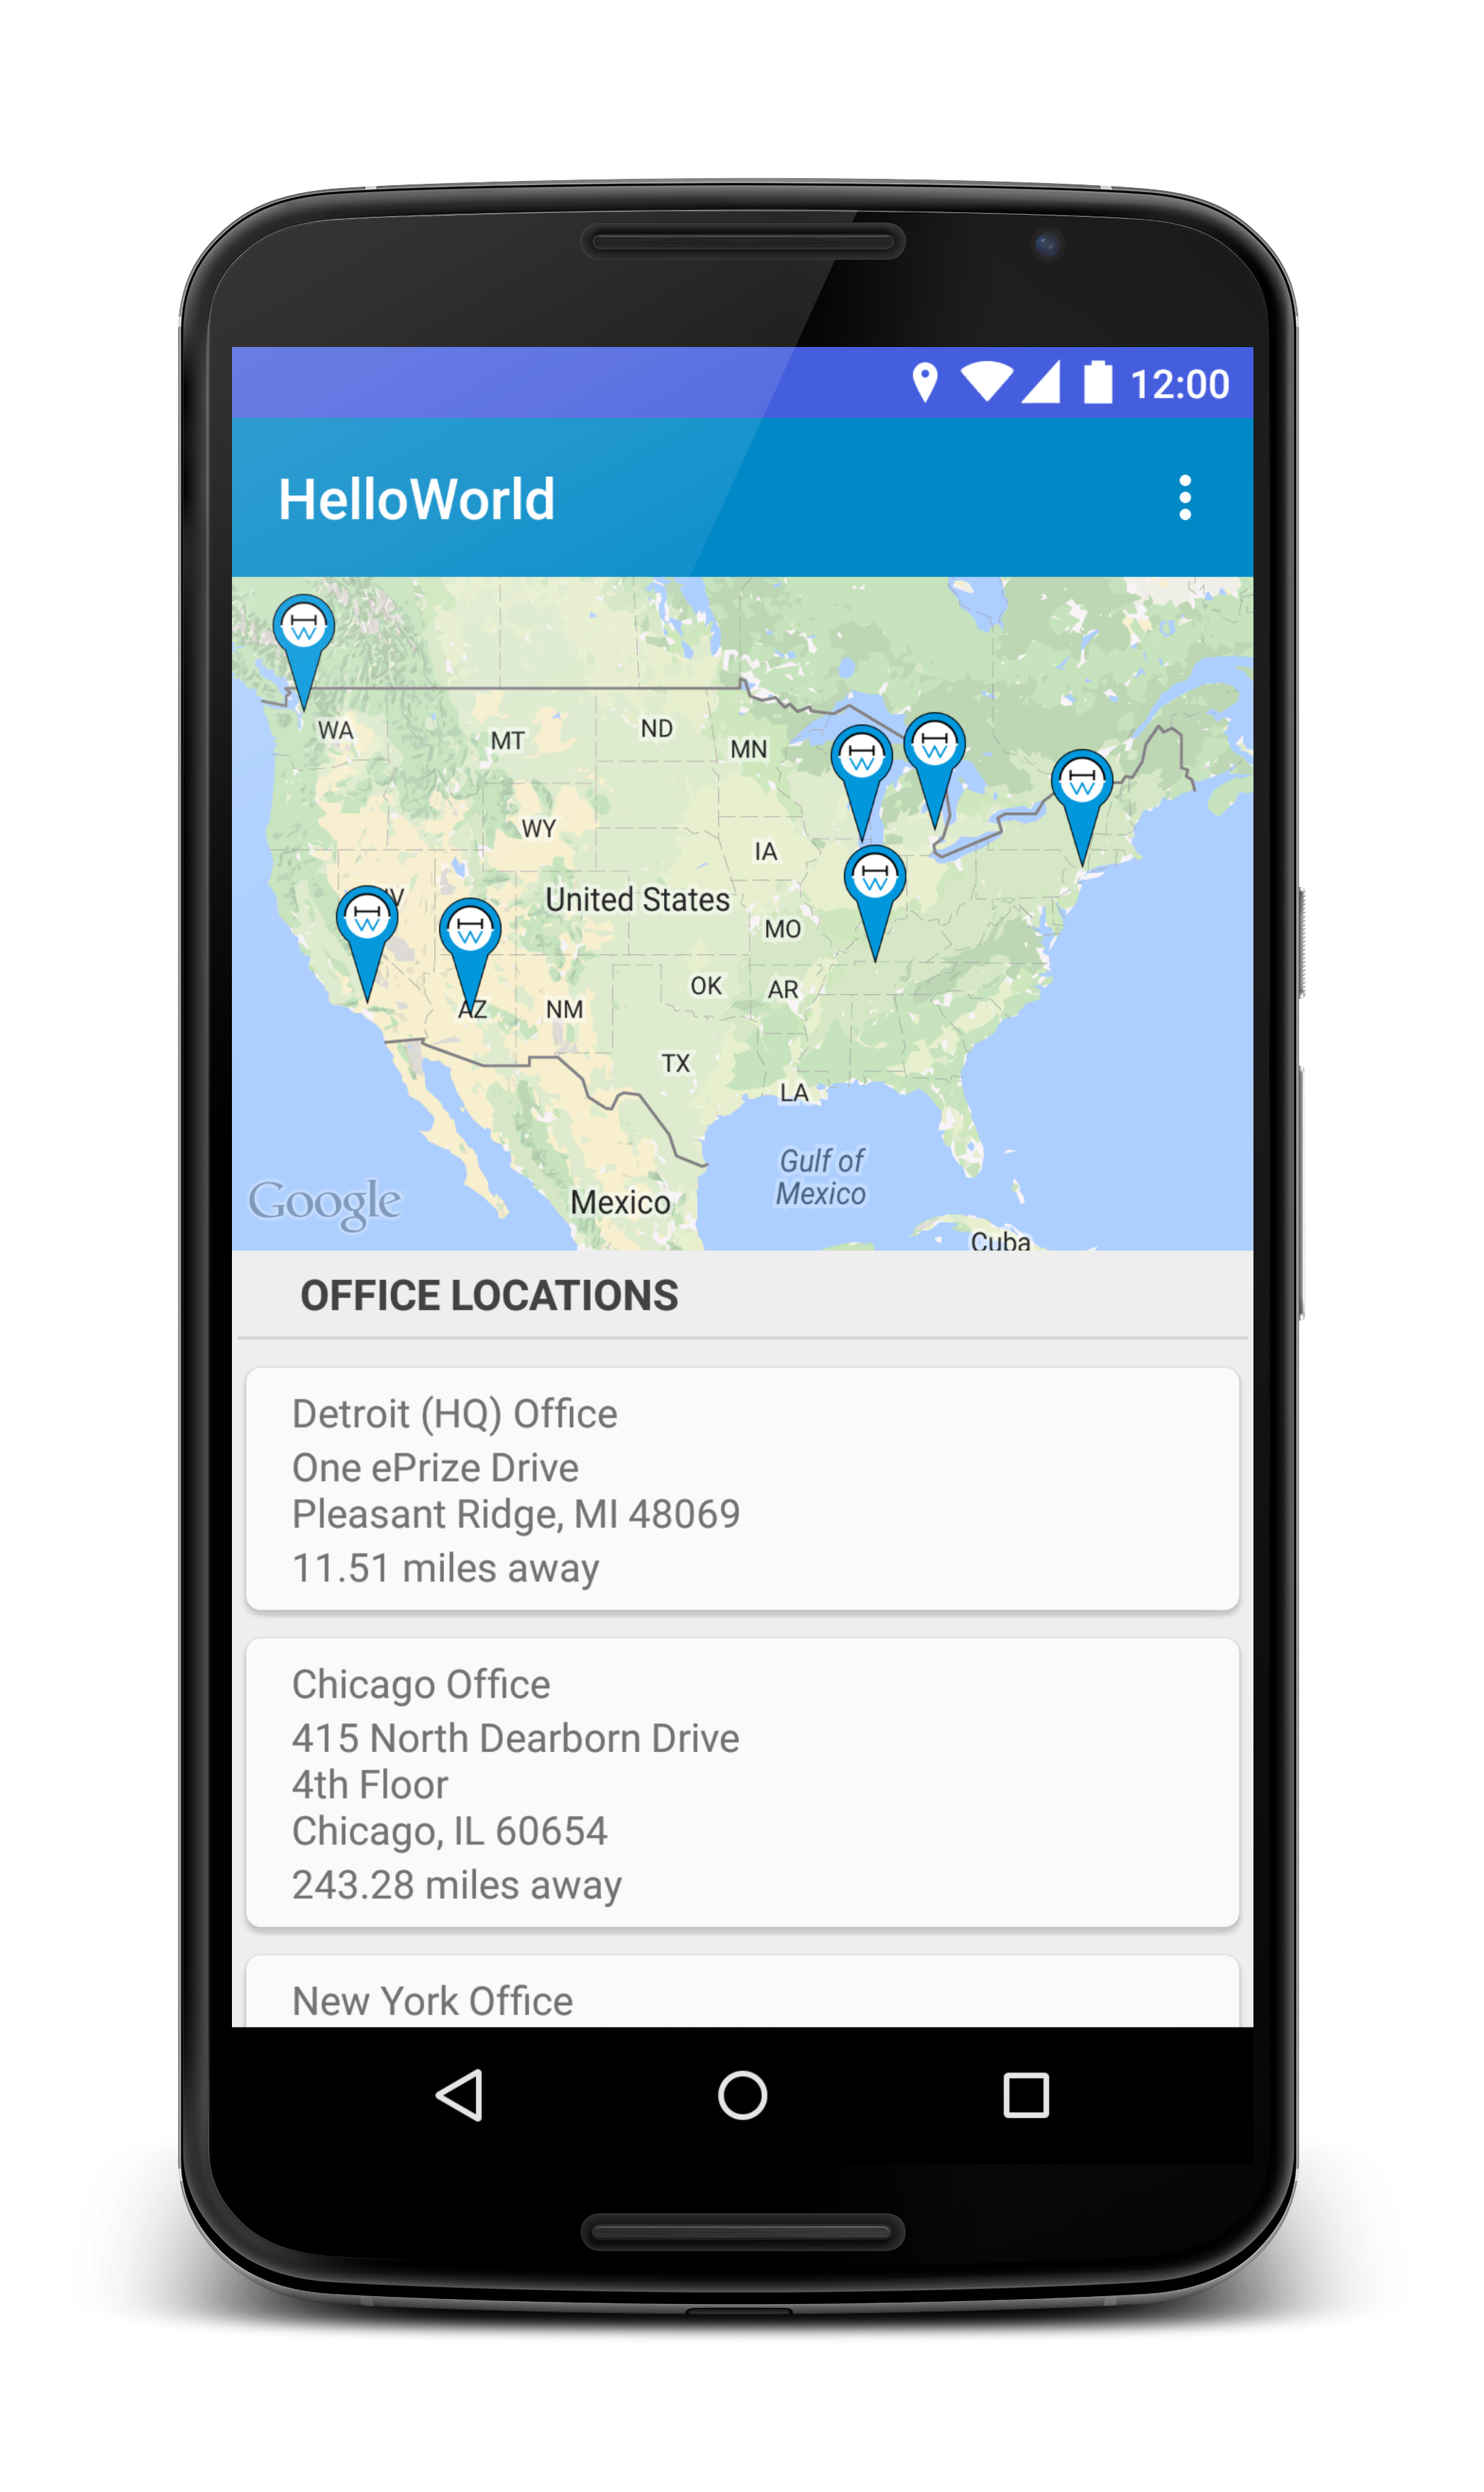 12:00
HelloWorld
WA
MT
ND
MN
WY
IA
United States
MO
OK
AR
AZ
NM
TX
LA
Gulf of
Mexico
Google
Mexico
Cuba
OFFICE LOCATIONS
Detroit (HQ) Office
One ePrize Drive
Pleasant Ridge, MI 48069
11.51 miles away
Chicago Office
415 North Dearborn Drive
4th Floor
Chicago, IL 60654
243.28 miles away
New York Office